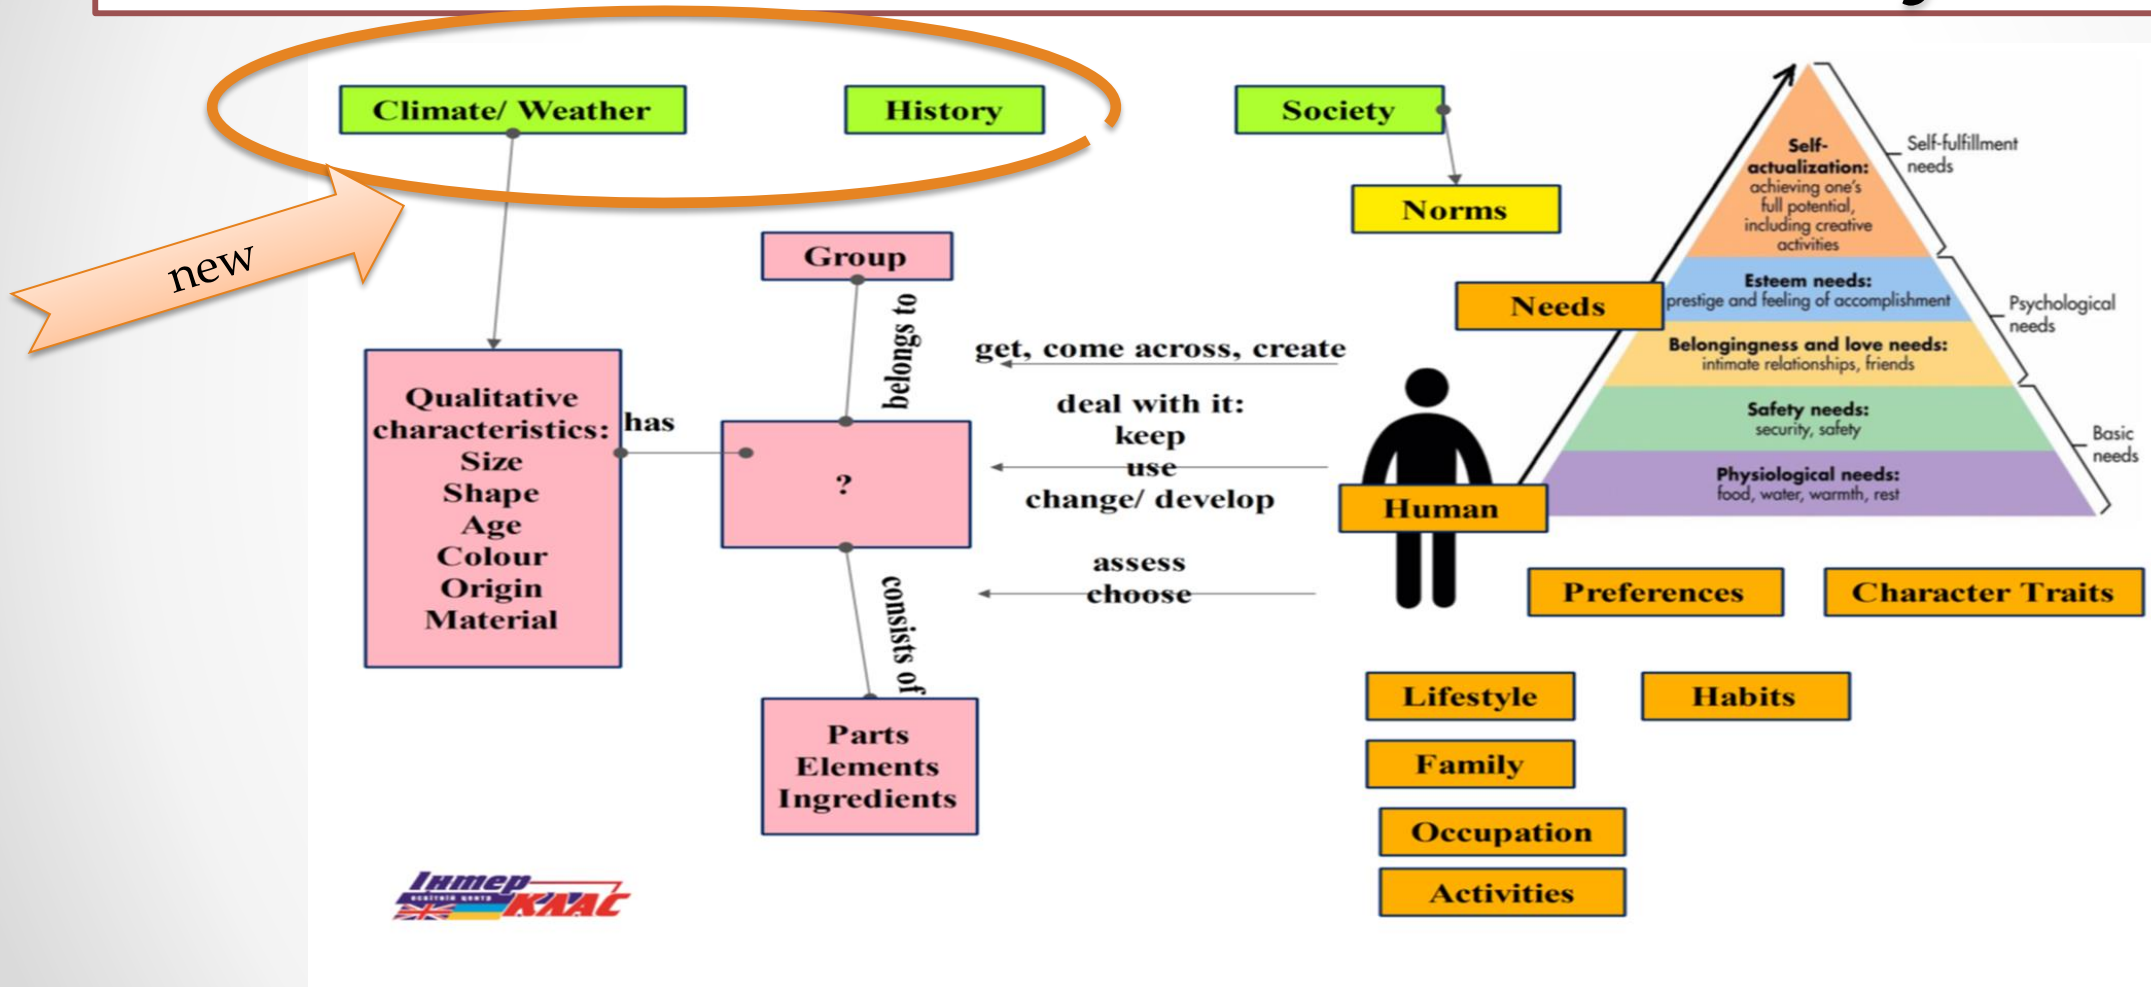 Climate/ Weather
History
Society
new
Norms
Group
belongs to
Needs
get, come across, create
Qualitative
characteristics:
Size
Shape
Age
Colour
Origin
Material
has
?
deal with it:
keep
use
change/ develop
assess
choose
Human
consists of
Parts
Elements
Ingredients
Self-
actualization:
achieving one's
full potential,
including creative
activities
Esteem needs:
prestige and feeling of accomplishment
Belongingness and love needs:
intimate relationships, friends
Safety needs:
security, safety
Physiological needs:
food, water, warmth, rest
Self-fulfillment
needs
Psychological
needs
Basic
needs
Preferences
Character Traits
Lifestyle
Habits
Family
Occupation
Activities
Інтер
освітній центр
КЛАС